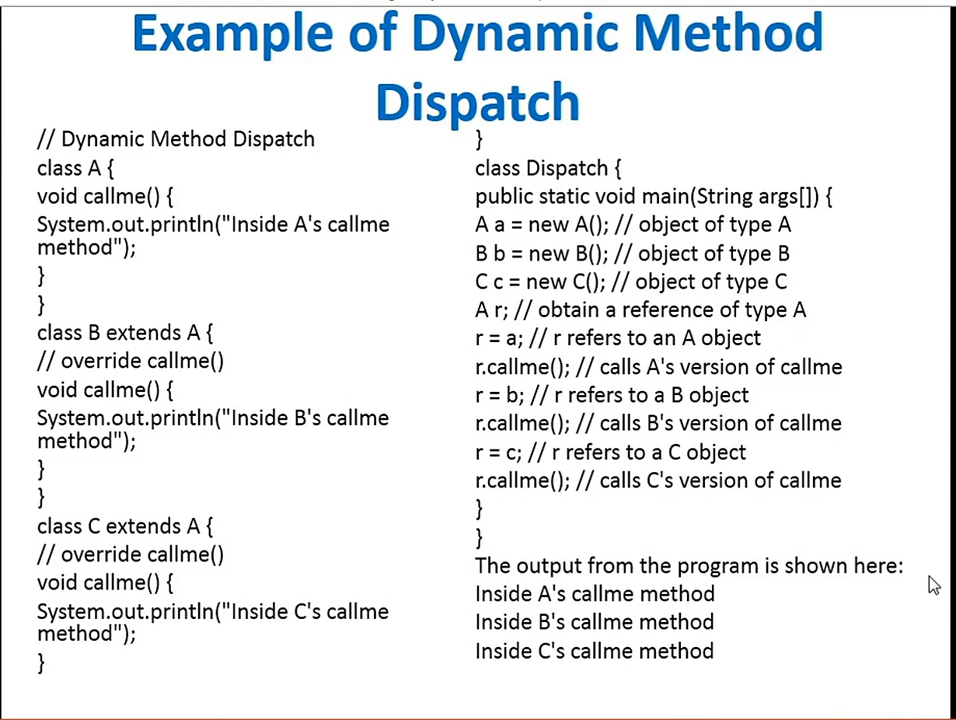 Example of Dynamic Method
Dispatch
// Dynamic Method Dispatch
class A {
void callme() {
System.out.println("Inside A's callme
method");
}
}
class B extends A {
// override callme()
void callme() {
System.out.println("Inside B's callme
method");
}
}
class C extends A {
// override callme()
void callme() {
System.out.println("Inside C's callme
method");
}
}
class Dispatch {
public static void main(String args[]) {
A a = new A(); // object of type A
B b = new B(); // object of type B
C c = new C(); // object of type C
A r; // obtain a reference of type A
r = a; // r refers to an A object
r.callme(); // calls A's version of callme
r = b; // r refers to a B object
r.callme(); // calls B's version of callme
r = c; // r refers to a C object
r.callme(); // calls C's version of callme
}
}
The output from the program is shown here:
Inside A's callme method
Inside B's callme method
Inside C's callme method